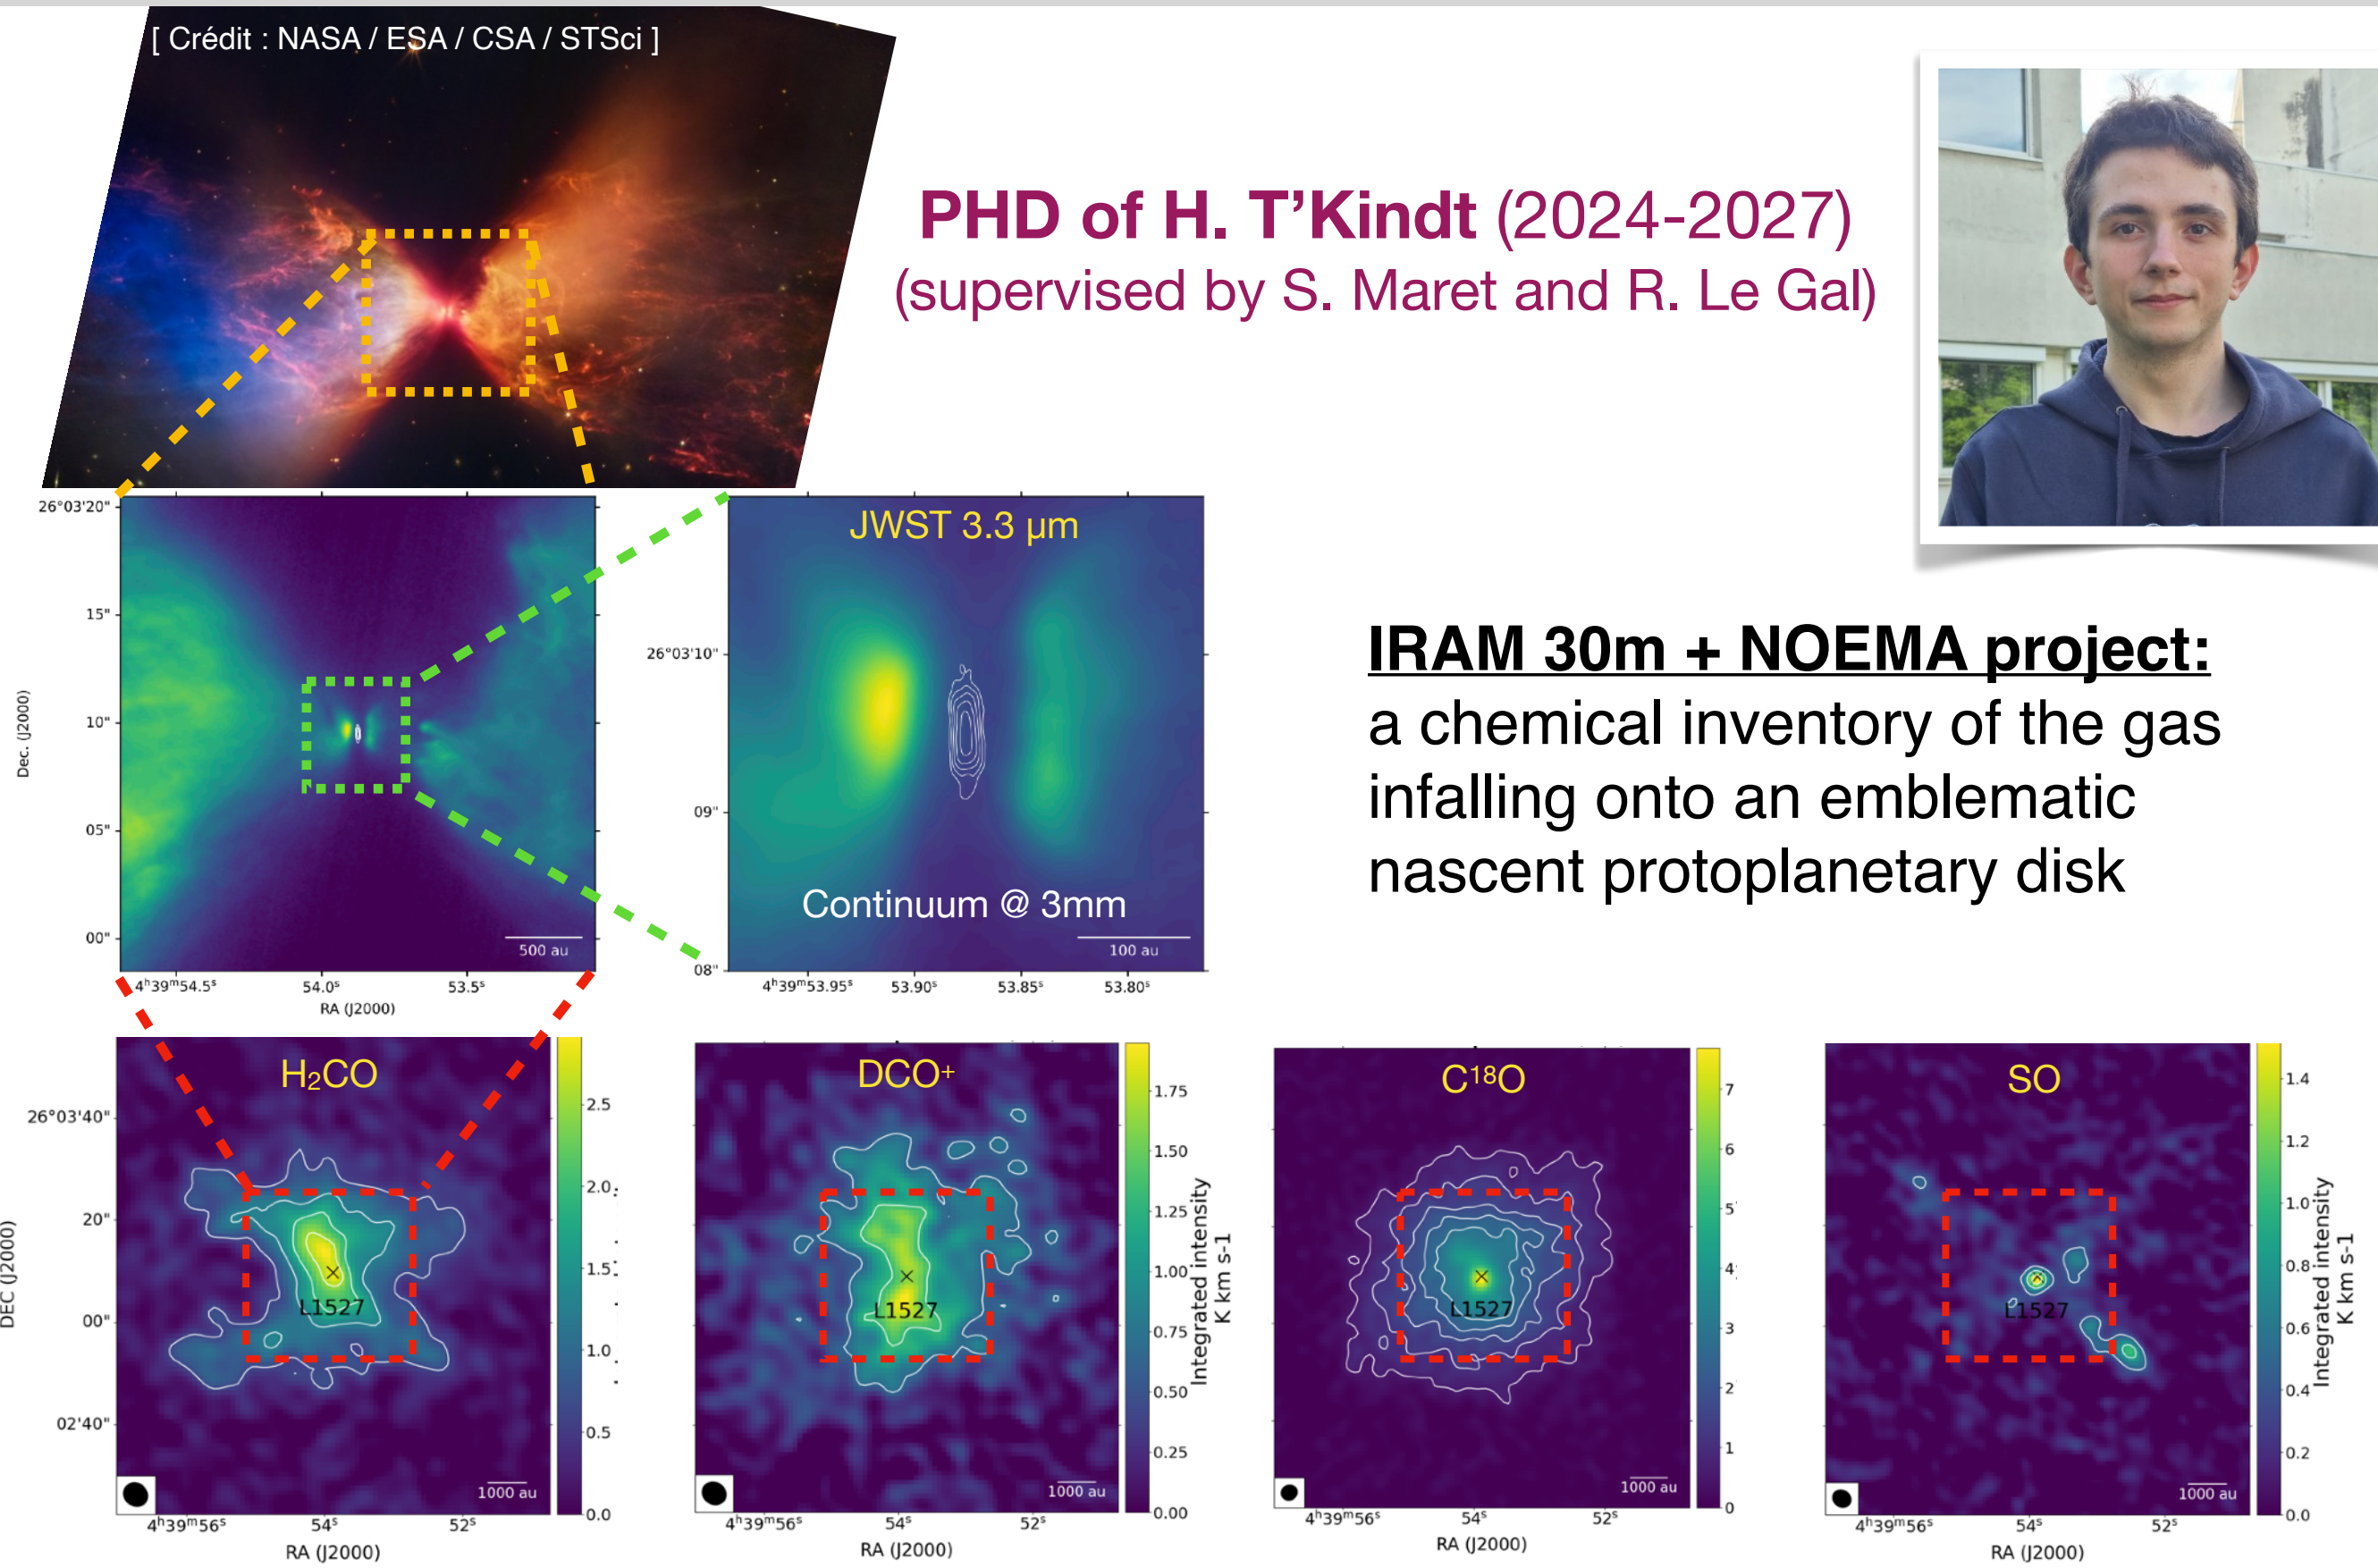 [ Crédit : NASA / ESA / CSA / STSci ]
PHD of H. T'Kindt (2024-2027)
(supervised by S. Maret and R. Le Gal)
26°03'20"
15"
10"
05"
00"
Dec. (J2000)
500 au
4ʰ39ᵐ54.5ˢ
54.0ˢ
53.5ˢ
RA (J2000)
JWST 3.3 µm
26°03'10"
09"
08"
Continuum @ 3mm
100 au
4ʰ39ᵐ53.95ˢ
53.90ˢ
53.85ˢ
53.80ˢ
IRAM 30m + NOEMA project:
a chemical inventory of the gas
infalling onto an emblematic
nascent protoplanetary disk
H₂CO
26°03'40"
20"
00"
02'40"
DEC (J2000)
L1527
1000 au
4ʰ39ᵐ56ˢ
54ˢ
52ˢ
RA (J2000)
2.5
2.0
1.5
1.0
0.5
0.0
DCO⁺
L1527
1000 au
4ʰ39ᵐ56ˢ
54ˢ
52ˢ
RA (J2000)
1.75
1.50
1.25
1.00
0.75
0.50
0.25
0.00
Integrated intensity
K km s-1
C¹⁸O
L1527
1000 au
4ʰ39ᵐ56ˢ
54ˢ
52ˢ
RA (J2000)
7
6
5
4
3
2
1
0
SO
L1527
1000 au
4ʰ39ᵐ56ˢ
54ˢ
52ˢ
RA (J2000)
1.4
1.2
1.0
0.8
0.6
0.4
0.2
0.0
Integrated intensity
K km s-1